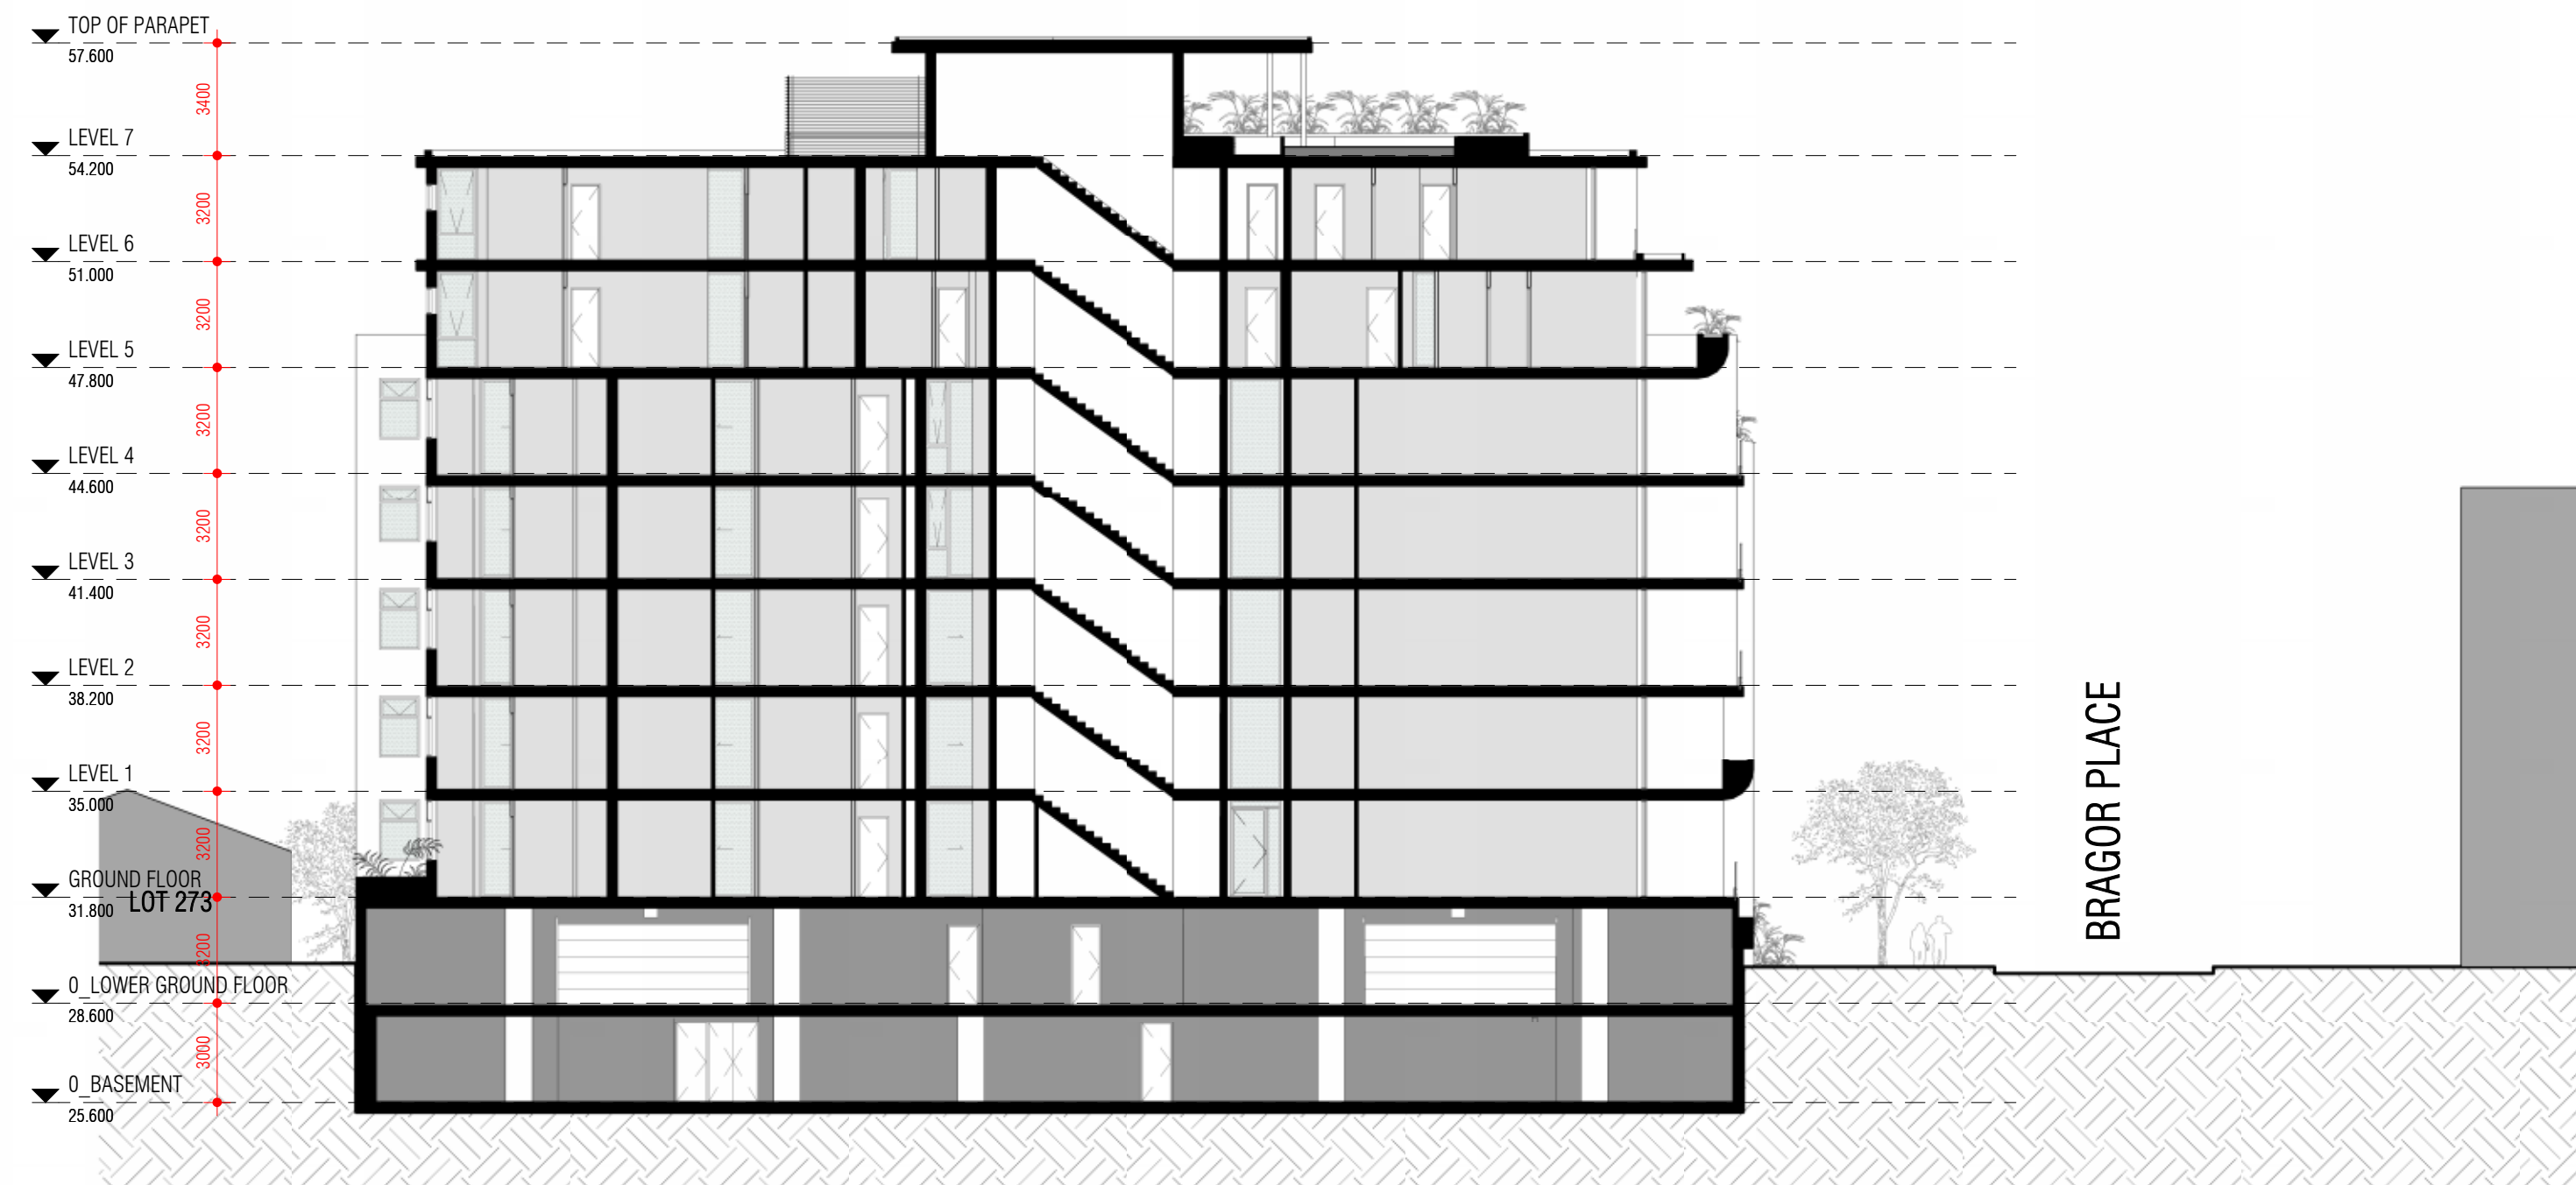 TOP OF PARAPET
57.600
3400
LEVEL 7
54.200
3200
LEVEL 6
51.000
3200
LEVEL 5
47.800
3200
LEVEL 4
44.600
3200
LEVEL 3
41.400
3200
LEVEL 2
38.200
3200
LEVEL 1
35.000
3200
GROUND FLOOR
31.800
LOT 273
3200
0_LOWER GROUND FLOOR
28.600
3000
0_BASEMENT
25.600
3200
BRAGOR PLACE